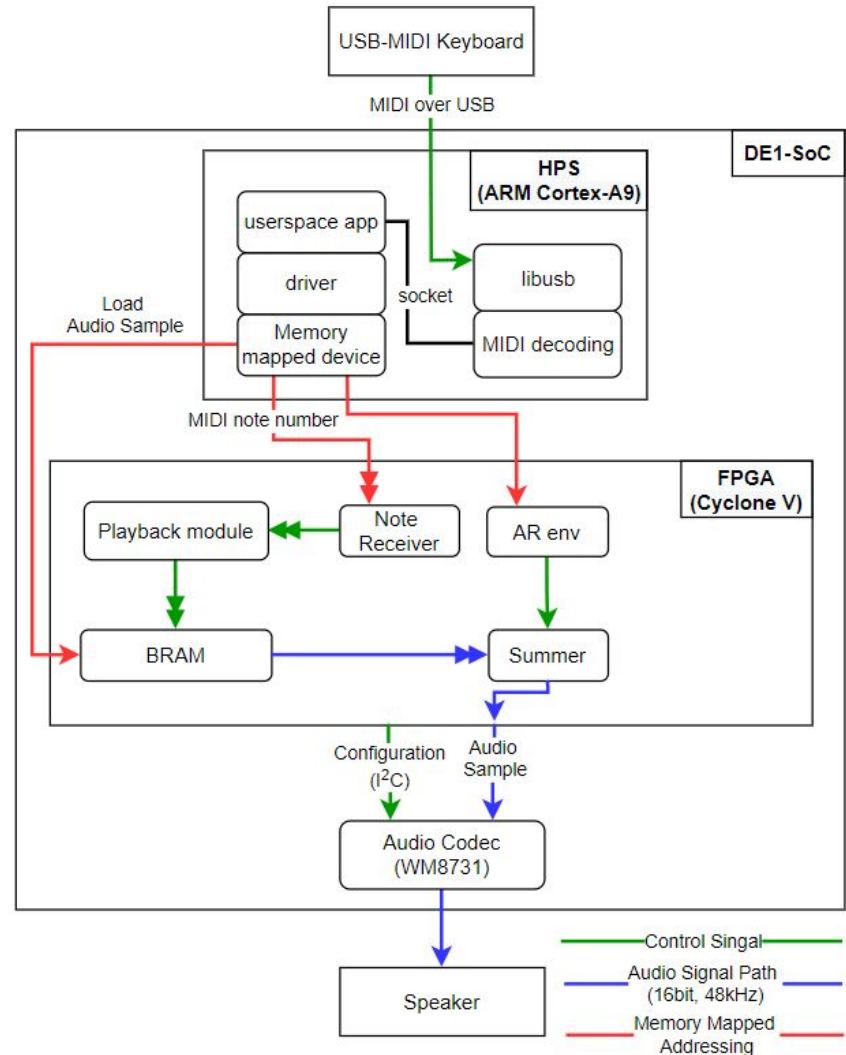 USB-MIDI Keyboard
MIDI over USB
DE1-SoC
HPS
(ARM Cortex-A9)
userspace app
driver
Memory
mapped device
socket
libusb
MIDI decoding
Load
Audio Sample
MIDI note number
FPGA
(Cyclone V)
Playback module
Note
Receiver
AR env
BRAM
Summer
Configuration
(I²C)
Audio
Sample
Audio Codec
(WM8731)
Speaker
Control Singal
Audio Signal Path
(16bit, 48kHz)
Memory Mapped
Addressing